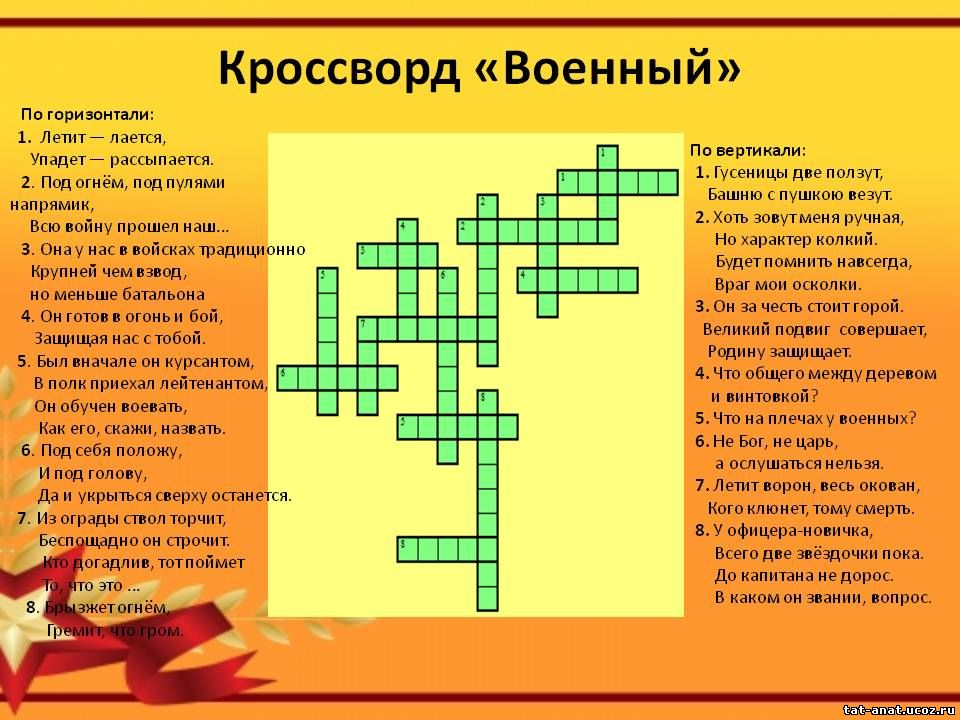 Кроссворд «Военный»
По горизонтали:
1. Летит — лается,
Упадет — рассыпается.
2. Под огнём, под пулями
напрямик,
Всю войну прошел наш...
3. Она у нас в войсках традиционно
Крупней чем взвод,
но меньше батальона
4. Он готов в огонь и бой,
Защищая нас с тобой.
5. Был вначале он курсантом,
В полк приехал лейтенантом,
Он обучен воевать,
Как его, скажи, назвать.
6. Под себя положу,
И под голову,
Да и укрыться сверху останется.
7. Из ограды ствол торчит,
Беспощадно он строчит.
Кто догадлив, тот поймет
То, что это ...
8. Брызжет огнём,
Гремит, что гром.
1
1
2
3
4
2
3
5
6
4
7
6
8
5
8
По вертикали:
1. Гусеницы две ползут,
Башню с пушкою везут.
2. Хоть зовут меня ручная,
Но характер колкий.
Будет помнить навсегда,
Враг мои осколки.
3. Он за честь стоит горой.
Великий подвиг совершает,
Родину защищает.
4. Что общего между деревом
и винтовкой?
5. Что на плечах у военных?
6. Не Бог, не царь,
а ослушаться нельзя.
7. Летит ворон, весь окован,
Кого клюнет, тому смерть.
8. У офицера-новичка,
Всего две звёздочки пока.
До капитана не дорос.
В каком он звании, вопрос.
tat-anat.ucoz.ru